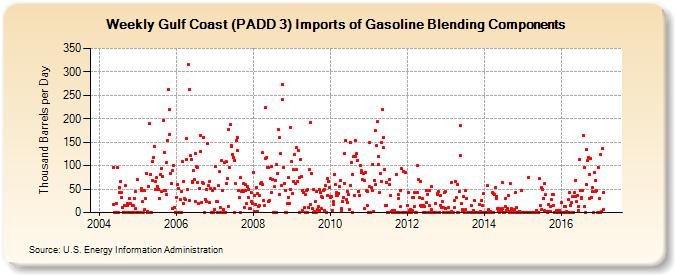 Weekly Gulf Coast (PADD 3) Imports of Gasoline Blending Components
Thousand Barrels per Day
350
300
250
200
150
100
50
0
2004 2006 2008 2010 2012 2014 2016
Source: U.S. Energy Information Administration